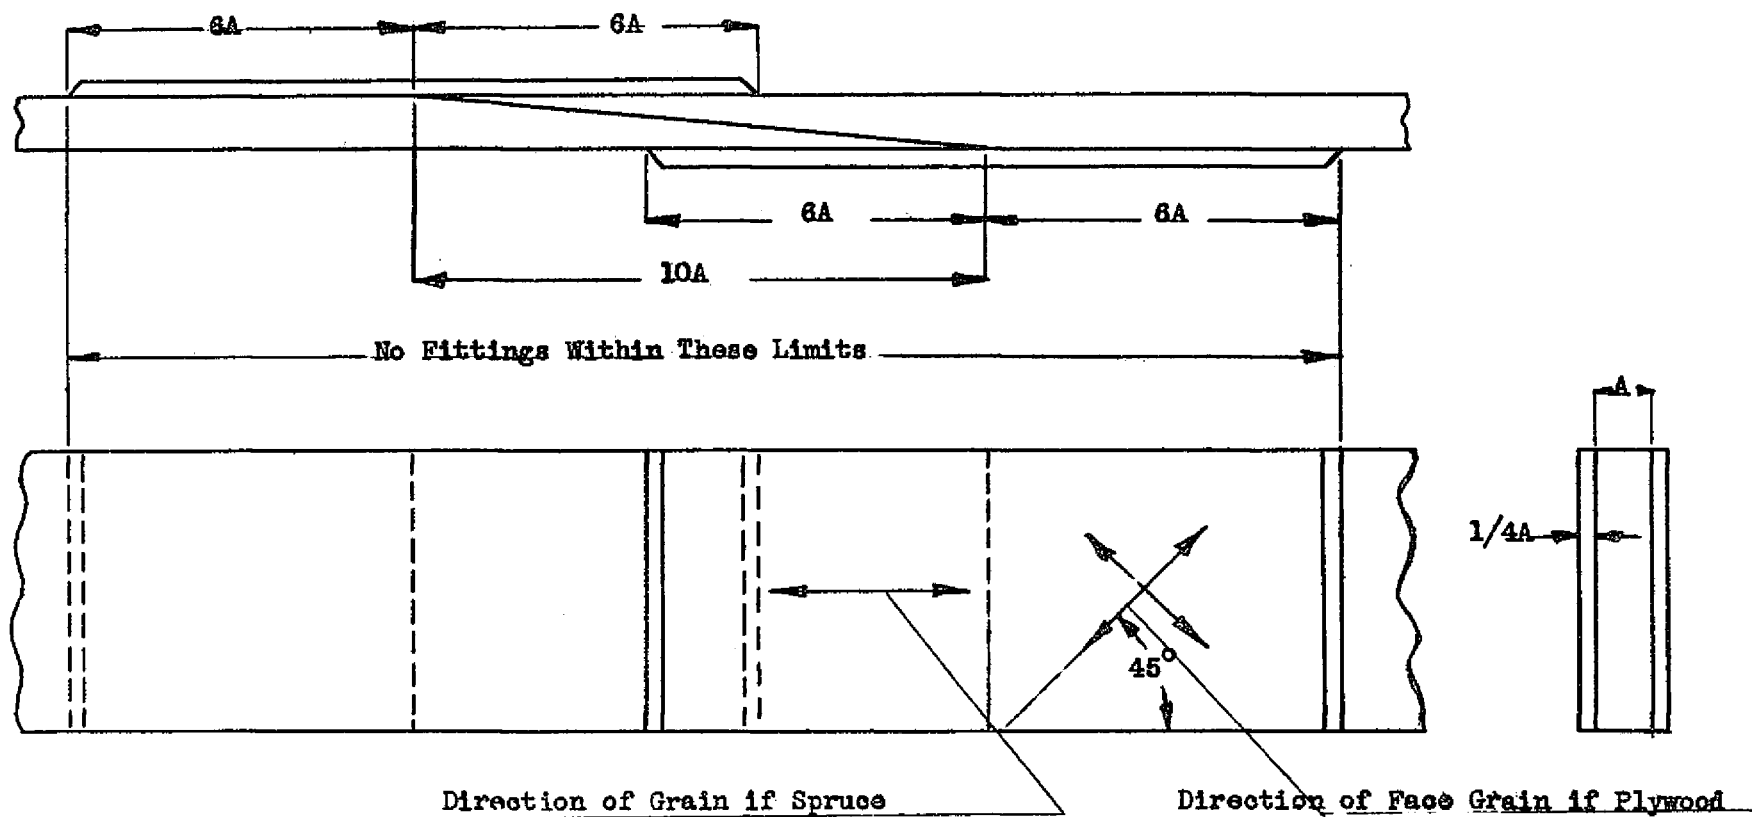 6A 6A
6A 6A
10A
No Fittings Within These Limits
A
1/4A
45°
Direction of Grain if Spruce
Direction of Face Grain if Plywood